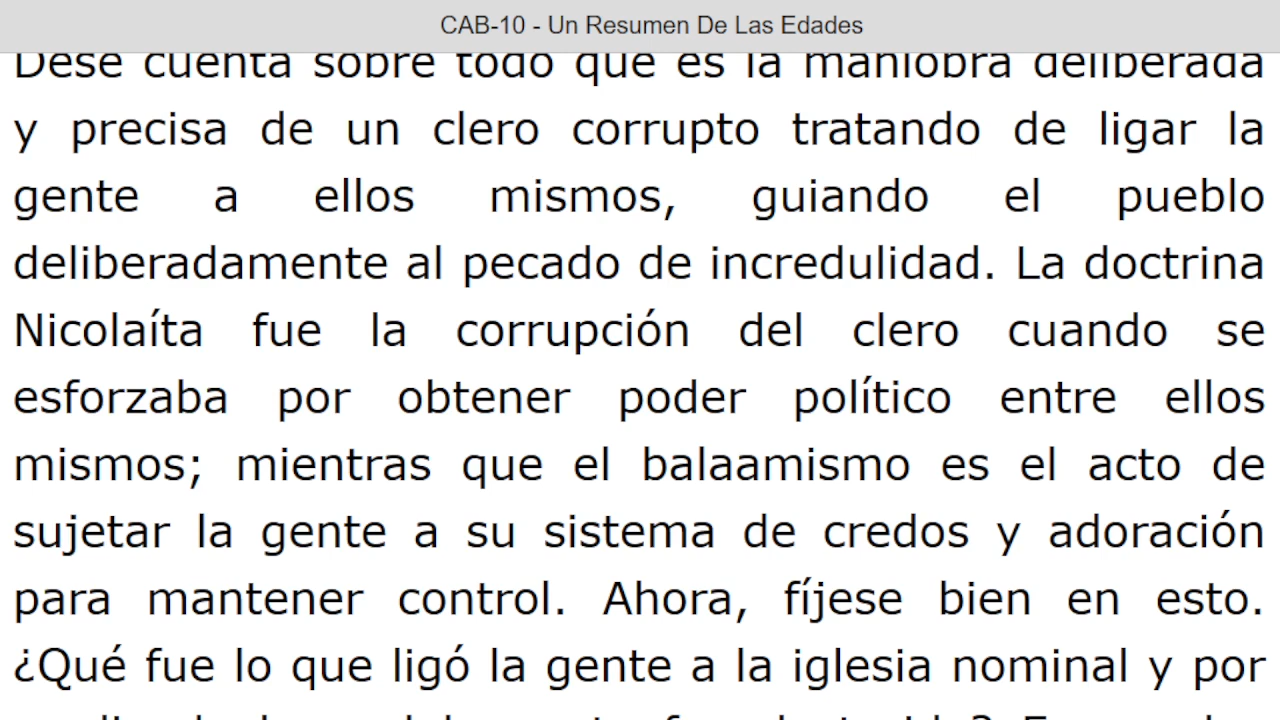 CAB-10 - Un Resumen De Las Edades
Dese cuenta sobre todo que es la maniobra deliberada
y precisa de un clero corrupto tratando de ligar la
gente a ellos mismos, guiando el pueblo
deliberadamente al pecado de incredulidad. La doctrina
Nicolaíta fue la corrupción del clero cuando se
esforzaba por obtener poder político entre ellos
mismos; mientras que el balaamismo es el acto de
sujetar la gente a su sistema de credos y adoración
para mantener control. Ahora, fíjese bien en esto.
¿Qué fue lo que ligó la gente a la iglesia nominal y por